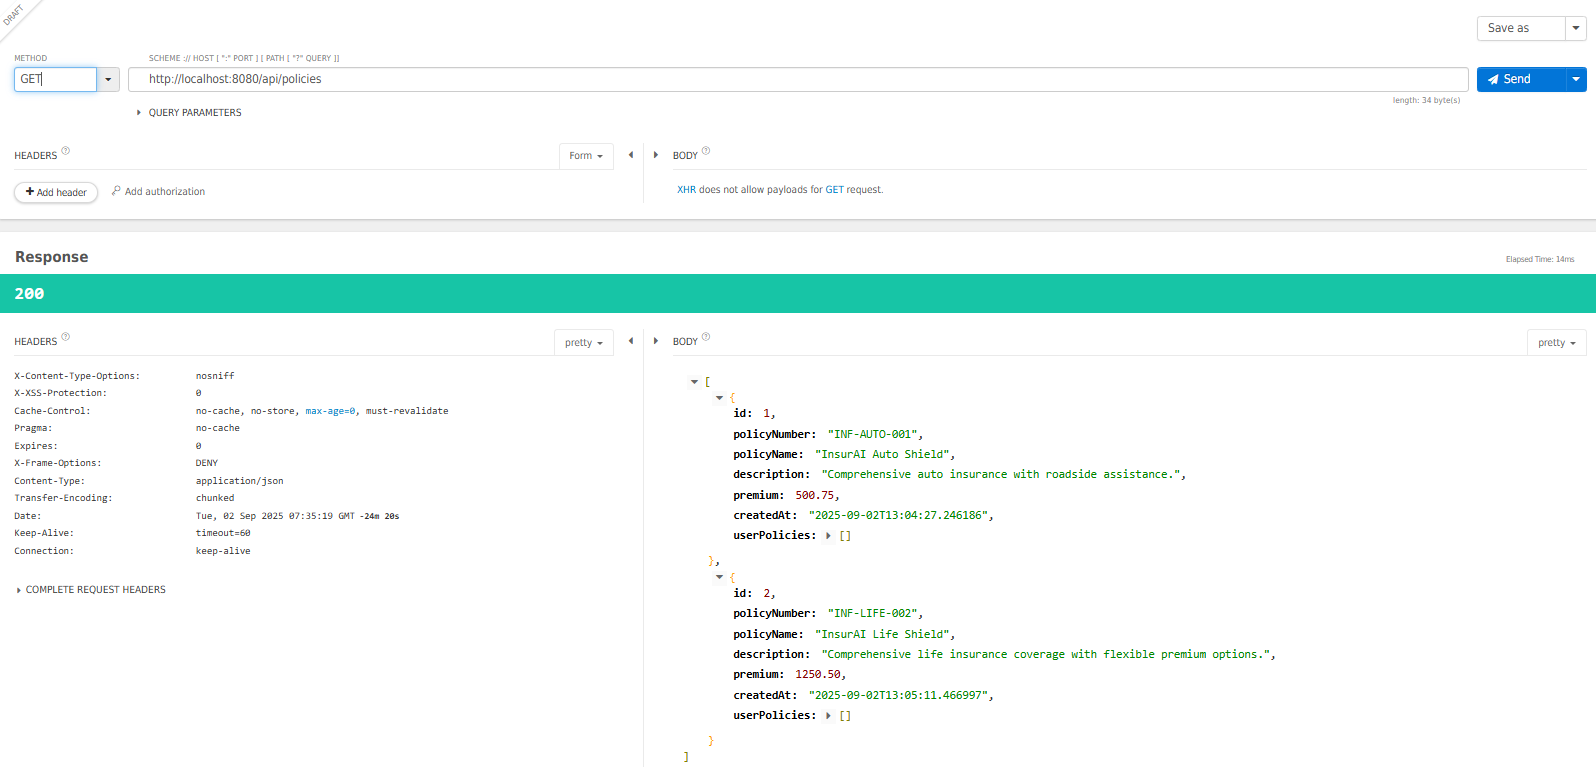 DRAFT
Save as
METHOD
SCHEME :// HOST [ ":" PORT ] [ PATH [ "?" QUERY ]]
GET
http://localhost:8080/api/policies
Send
length: 34 byte(s)
QUERY PARAMETERS
HEADERS ?
Form
BODY ?
+ Add header
Add authorization
XHR does not allow payloads for GET request.
Response
Elapsed Time: 14ms
200
HEADERS ?
pretty
X-Content-Type-Options: nosniff
X-XSS-Protection: 0
Cache-Control: no-cache, no-store, max-age=0, must-revalidate
Pragma: no-cache
Expires: 0
X-Frame-Options: DENY
Content-Type: application/json
Transfer-Encoding: chunked
Date: Tue, 02 Sep 2025 07:35:19 GMT -24m 20s
Keep-Alive: timeout=60
Connection: keep-alive
COMPLETE REQUEST HEADERS
BODY ?
pretty
[
{
id: 1,
policyNumber: "INF-AUTO-001",
policyName: "InsurAI Auto Shield",
description: "Comprehensive auto insurance with roadside assistance.",
premium: 500.75,
createdAt: "2025-09-02T13:04:27.246186",
userPolicies: []
},
{
id: 2,
policyNumber: "INF-LIFE-002",
policyName: "InsurAI Life Shield",
description: "Comprehensive life insurance coverage with flexible premium options.",
premium: 1250.50,
createdAt: "2025-09-02T13:05:11.466997",
userPolicies: []
}
]